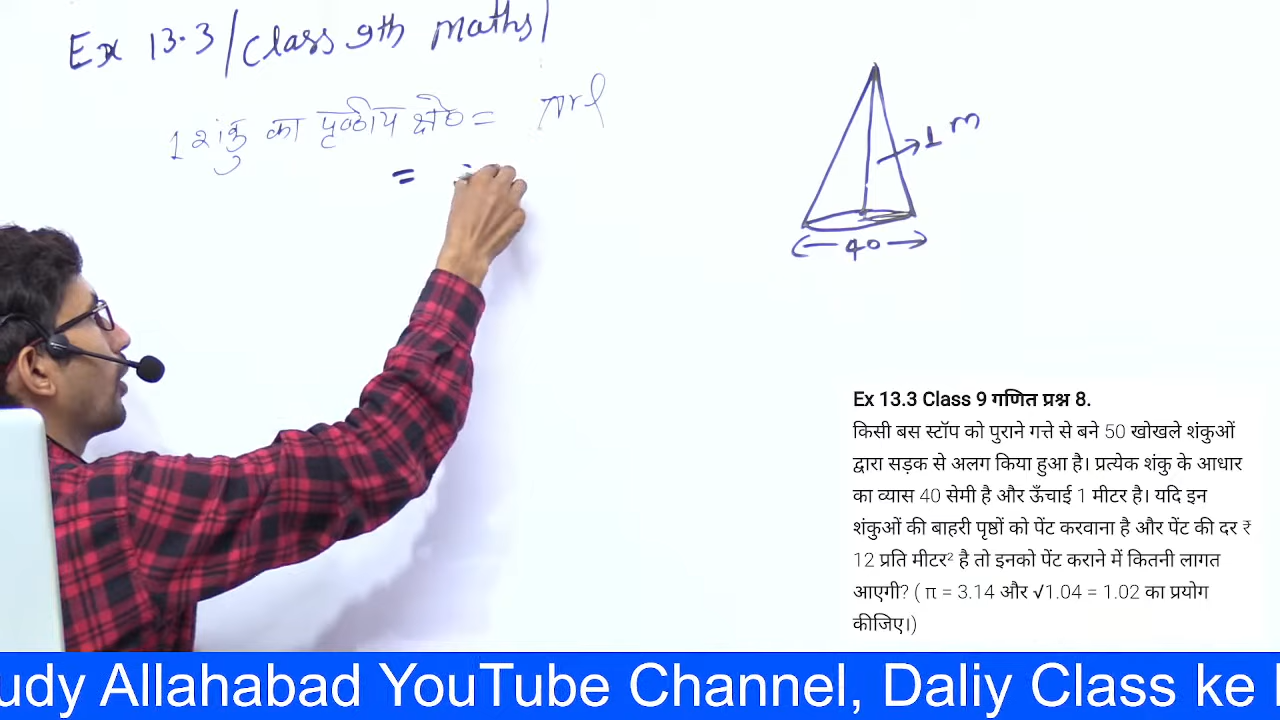 Ex 13.3/Class 9th maths/
1 शंकु का पृष्ठीय क्षे० = πrl
=
1 m
40
Ex 13.3 Class 9 गणित प्रश्न 8.
किसी बस स्टॉप को पुराने गत्ते से बने 50 खोखले शंकुओं
द्वारा सड़क से अलग किया हुआ है। प्रत्येक शंकु के आधार
का व्यास 40 सेमी है और ऊँचाई 1 मीटर है। यदि इन
शंकुओं की बाहरी पृष्ठों को पेंट करवाना है और पेंट की दर ₹
12 प्रति मीटर² है तो इनको पेंट कराने में कितनी लागत
आएगी? ( π = 3.14 और √1.04 = 1.02 का प्रयोग
कीजिए।)
udy Allahabad YouTube Channel, Daliy Class ke